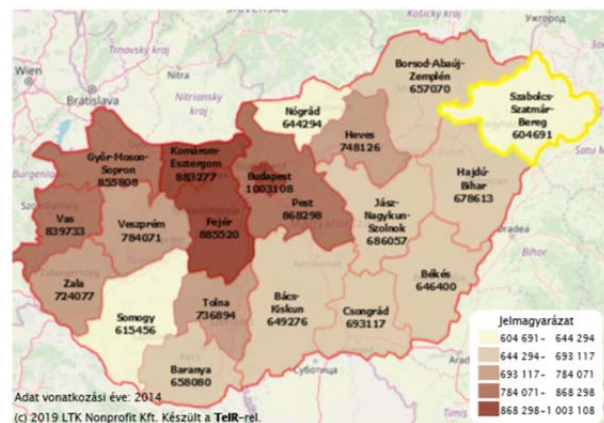 Ужгород
Košický kraj
Trnavský kraj
Nitra
Wien
Bratislava
Nitriansky kraj
Borsod-Abaúj-
Zemplén
657070
Szabolcs-
Szatmár-
Bereg
604691
Nógrád
644294
Heves
748126
Győr-Moson-
Sopron
855808
Komárom-
Esztergom
883277
Budapest
1003108
Pest
868298
Hajdú-
Bihar
678613
Jász-
Nagykun-
Szolnok
686057
Vas
839733
Veszprém
784071
Fejér
885520
Bihor
Zala
724077
Tolna
736894
Bács-
Kiskun
649276
Békés
646400
Csongrád
693117
Somogy
615456
Baranya
658080
Суботица
Arad
Timiș
Jelmagyarázat
604 691- 644 294
644 294- 693 117
693 117- 784 071
784 071- 868 298
868 298-1 003 108
Adat vonatkozási éve: 2014
(c) 2019 LTK Nonprofit Kft. Készült a TeIR-rel.